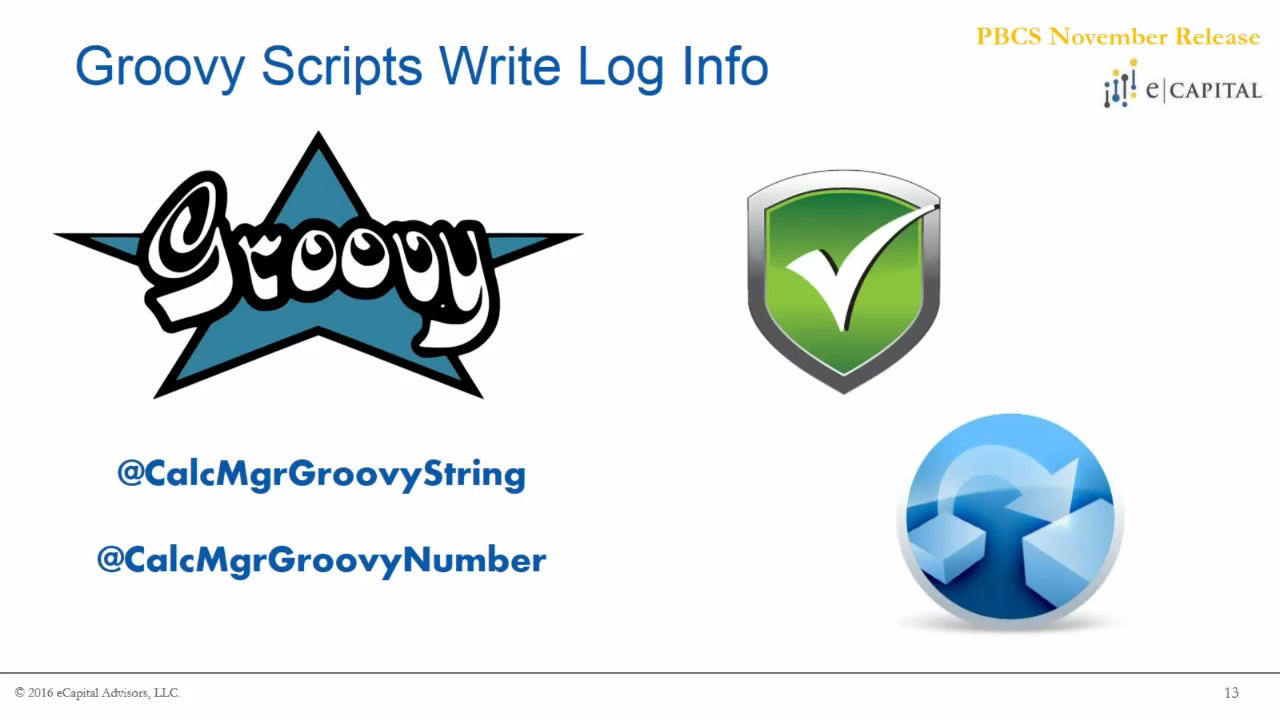 PBCS November Release
Groovy Scripts Write Log Info
e|CAPITAL
Groovy
@CalcMgrGroovyString
@CalcMgrGroovyNumber
© 2016 eCapital Advisors, LLC.
13